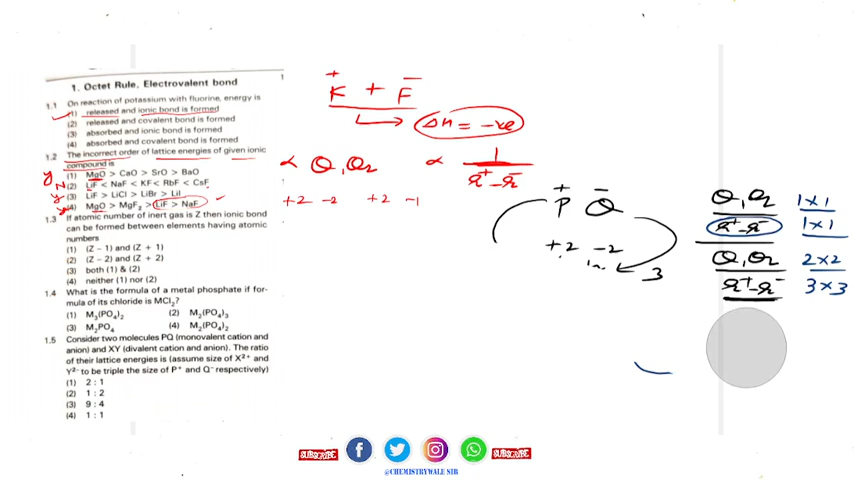 1. Octet Rule, Electrovalent bond
1.1 On reaction of potassium with fluorine, energy is
(1) released and ionic bond is formed
(2) released and covalent bond is formed
(3) absorbed and ionic bond is formed
(4) absorbed and covalent bond is formed
1.2 The incorrect order of lattice energies of given ionic
compound is
y (1) MgO > CaO > SrO > BaO
N (2) LiF < NaF < KF < RbF < CsF
y (3) LiF > LiCl > LiBr > LiI
y (4) MgO > MgF₂ > LiF > NaF
1.3 If atomic number of inert gas is Z then ionic bond
can be formed between elements having atomic
numbers
(1) (Z – 1) and (Z + 1)
(2) (Z – 2) and (Z + 2)
(3) both (1) & (2)
(4) neither (1) nor (2)
1.4 What is the formula of a metal phosphate if for-
mula of its chloride is MCl₂?
(1) M₃(PO₄)₂ (2) M₂(PO₄)₃
(3) M₂PO₄ (4) M₂(PO₄)₂
1.5 Consider two molecules PQ (monovalent cation and
anion) and XY (divalent cation and anion). The ratio
of their lattice energies is (assume size of X²⁺ and
Y²⁻ to be triple the size of P⁺ and Q⁻ respectively)
(1) 2 : 1
(2) 1 : 2
(3) 9 : 4
(4) 1 : 1
K⁺ + F⁻
= -ve
+2 -2 +2 -1
1
P⁺ Q⁻
+2 -2
3
1×1
1×1
2×2
3×3
SUBSCRIBE
SUBSCRIBE
@CHEMISTRYWALE SIR